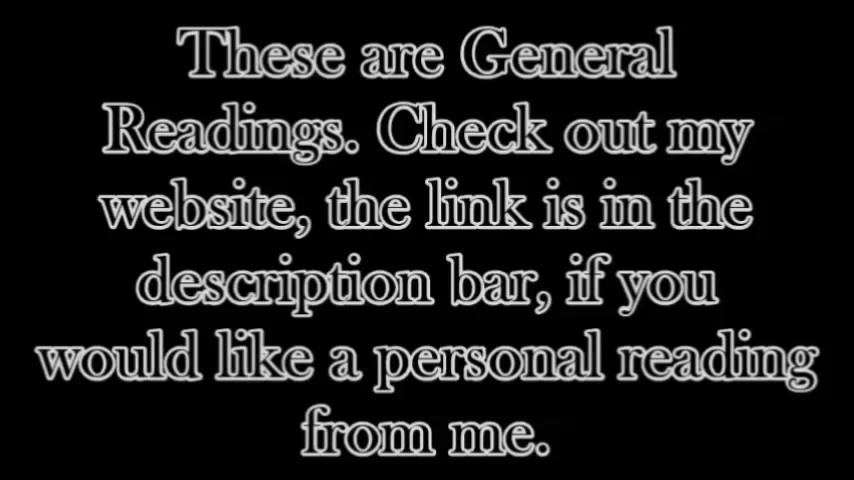 These are General
Readings. Check out my
website, the link is in the
description bar, if you
would like a personal reading
from me.